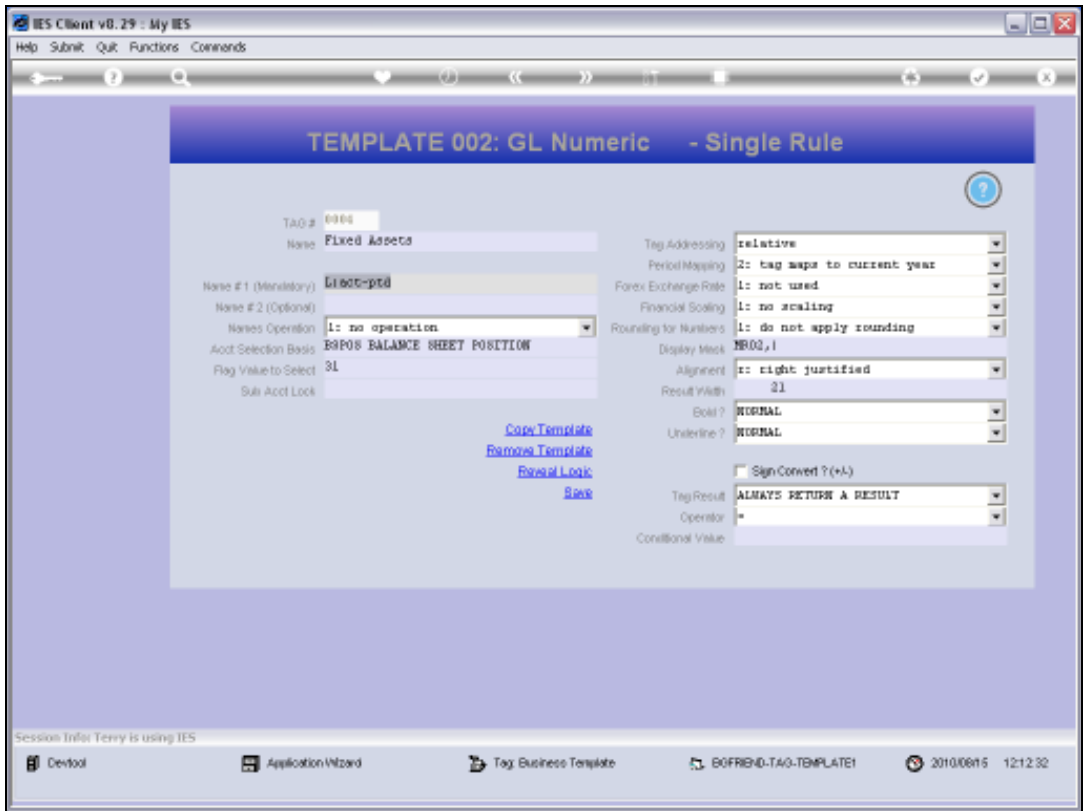 IES Client v8.29 : My IES
Help Submit Quit Functions Commands
TEMPLATE 002: GL Numeric - Single Rule
TAG # 0006
Name Fixed Assets
Name # 1 (Mandatory) L:act-ptd
Name # 2 (Optional)
Names Operation 1: no operation
Acct Selection Basis BSPOS BALANCE SHEET POSITION
Flag Value to Select 31
Sub Acct Lock
Copy Template
Remove Template
Reveal Logic
Save
Tag Addressing relative
Period Mapping 2: tag maps to current year
Forex Exchange Rate 1: not used
Financial Scaling 1: no scaling
Rounding for Numbers 1: do not apply rounding
Display Mask MR02,|
Alignment r: right justified
Result Width 21
Bold ? NORMAL
Underline ? NORMAL
Sign Convert ? (+/-)
Tag Result ALWAYS RETURN A RESULT
Operator =
Conditional Value
Session Info: Terry is using IES
Devtool Application Wizard Tag: Business Template BOFRIEND-TAG-TEMPLATE1 2010/08/15 12:12:32